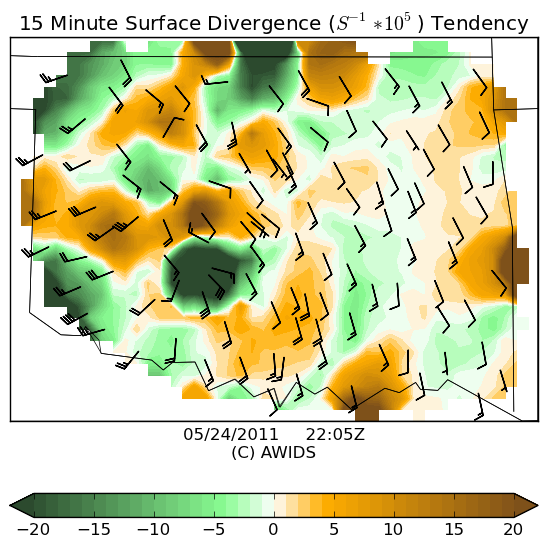 15 Minute Surface Divergence (S⁻¹ *10⁵ ) Tendency
05/24/2011 22:05Z
(C) AWIDS
−20 −15 −10 −5 0 5 10 15 20